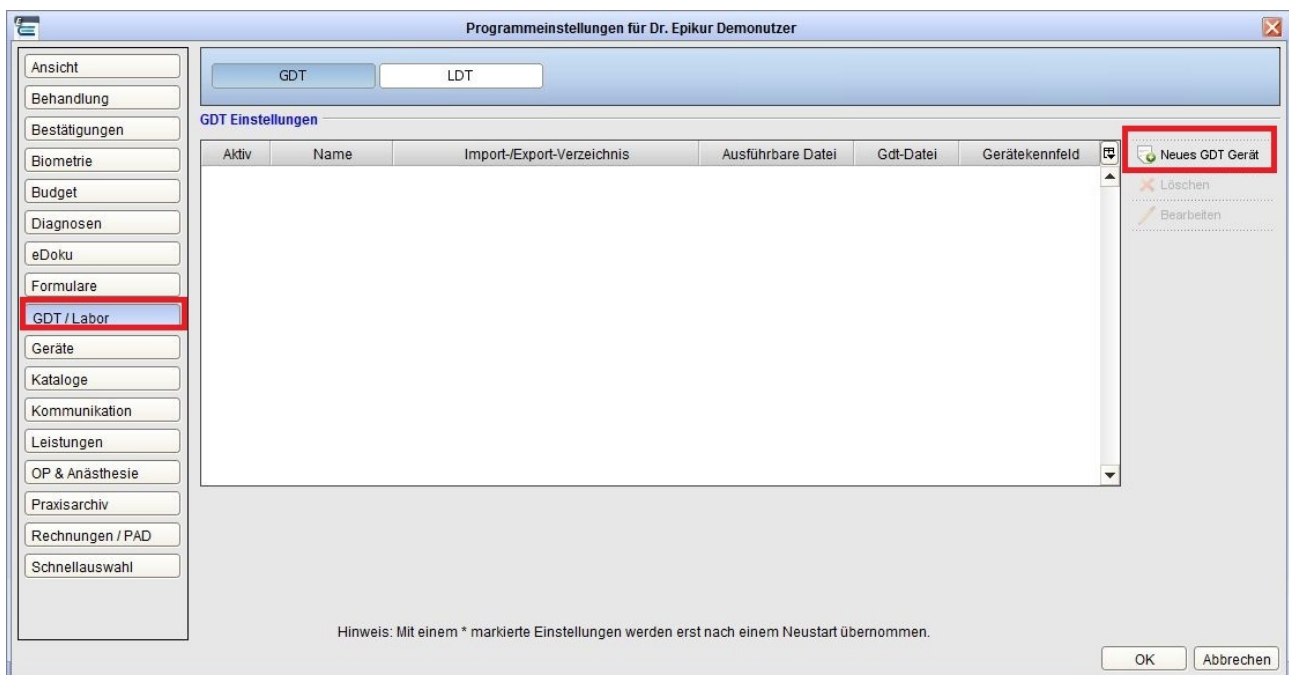 Programmeinstellungen für Dr. Epikur Demonutzer
Ansicht
Behandlung
Bestätigungen
Biometrie
Budget
Diagnosen
eDoku
Formulare
GDT / Labor
Geräte
Kataloge
Kommunikation
Leistungen
OP & Anästhesie
Praxisarchiv
Rechnungen / PAD
Schnellauswahl
GDT LDT
GDT Einstellungen
Aktiv Name Import-/Export-Verzeichnis Ausführbare Datei Gdt-Datei Gerätekennfeld
Neues GDT Gerät
Löschen
Bearbeiten
Hinweis: Mit einem * markierte Einstellungen werden erst nach einem Neustart übernommen.
OK Abbrechen